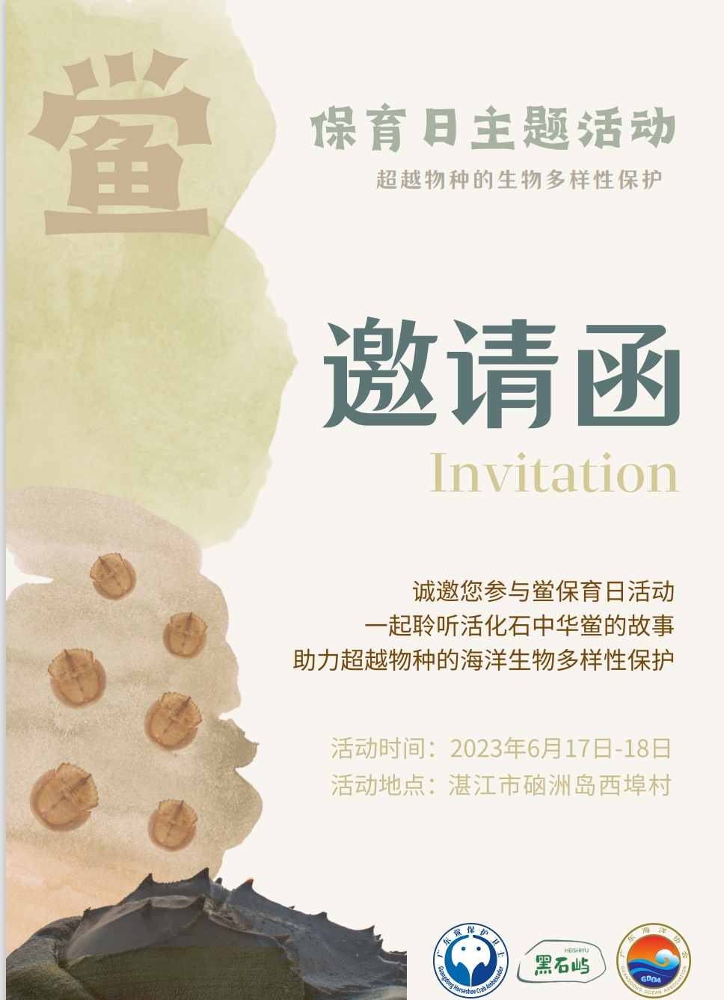 鲎
保育日主题活动
超越物种的生物多样性保护
邀请函
Invitation
诚邀您参与鲎保育日活动
一起聆听活化石中华鲎的故事
助力超越物种的海洋生物多样性保护
活动时间：2023年6月17日-18日
活动地点：湛江市硇洲岛西埠村
广东鲎保护卫士
Guangdong Horseshoe Crab Ambassador
HEISHIYU
黑石屿
广东海洋协会
GDOA
GUANGDONG OCEAN ASSOCIATION